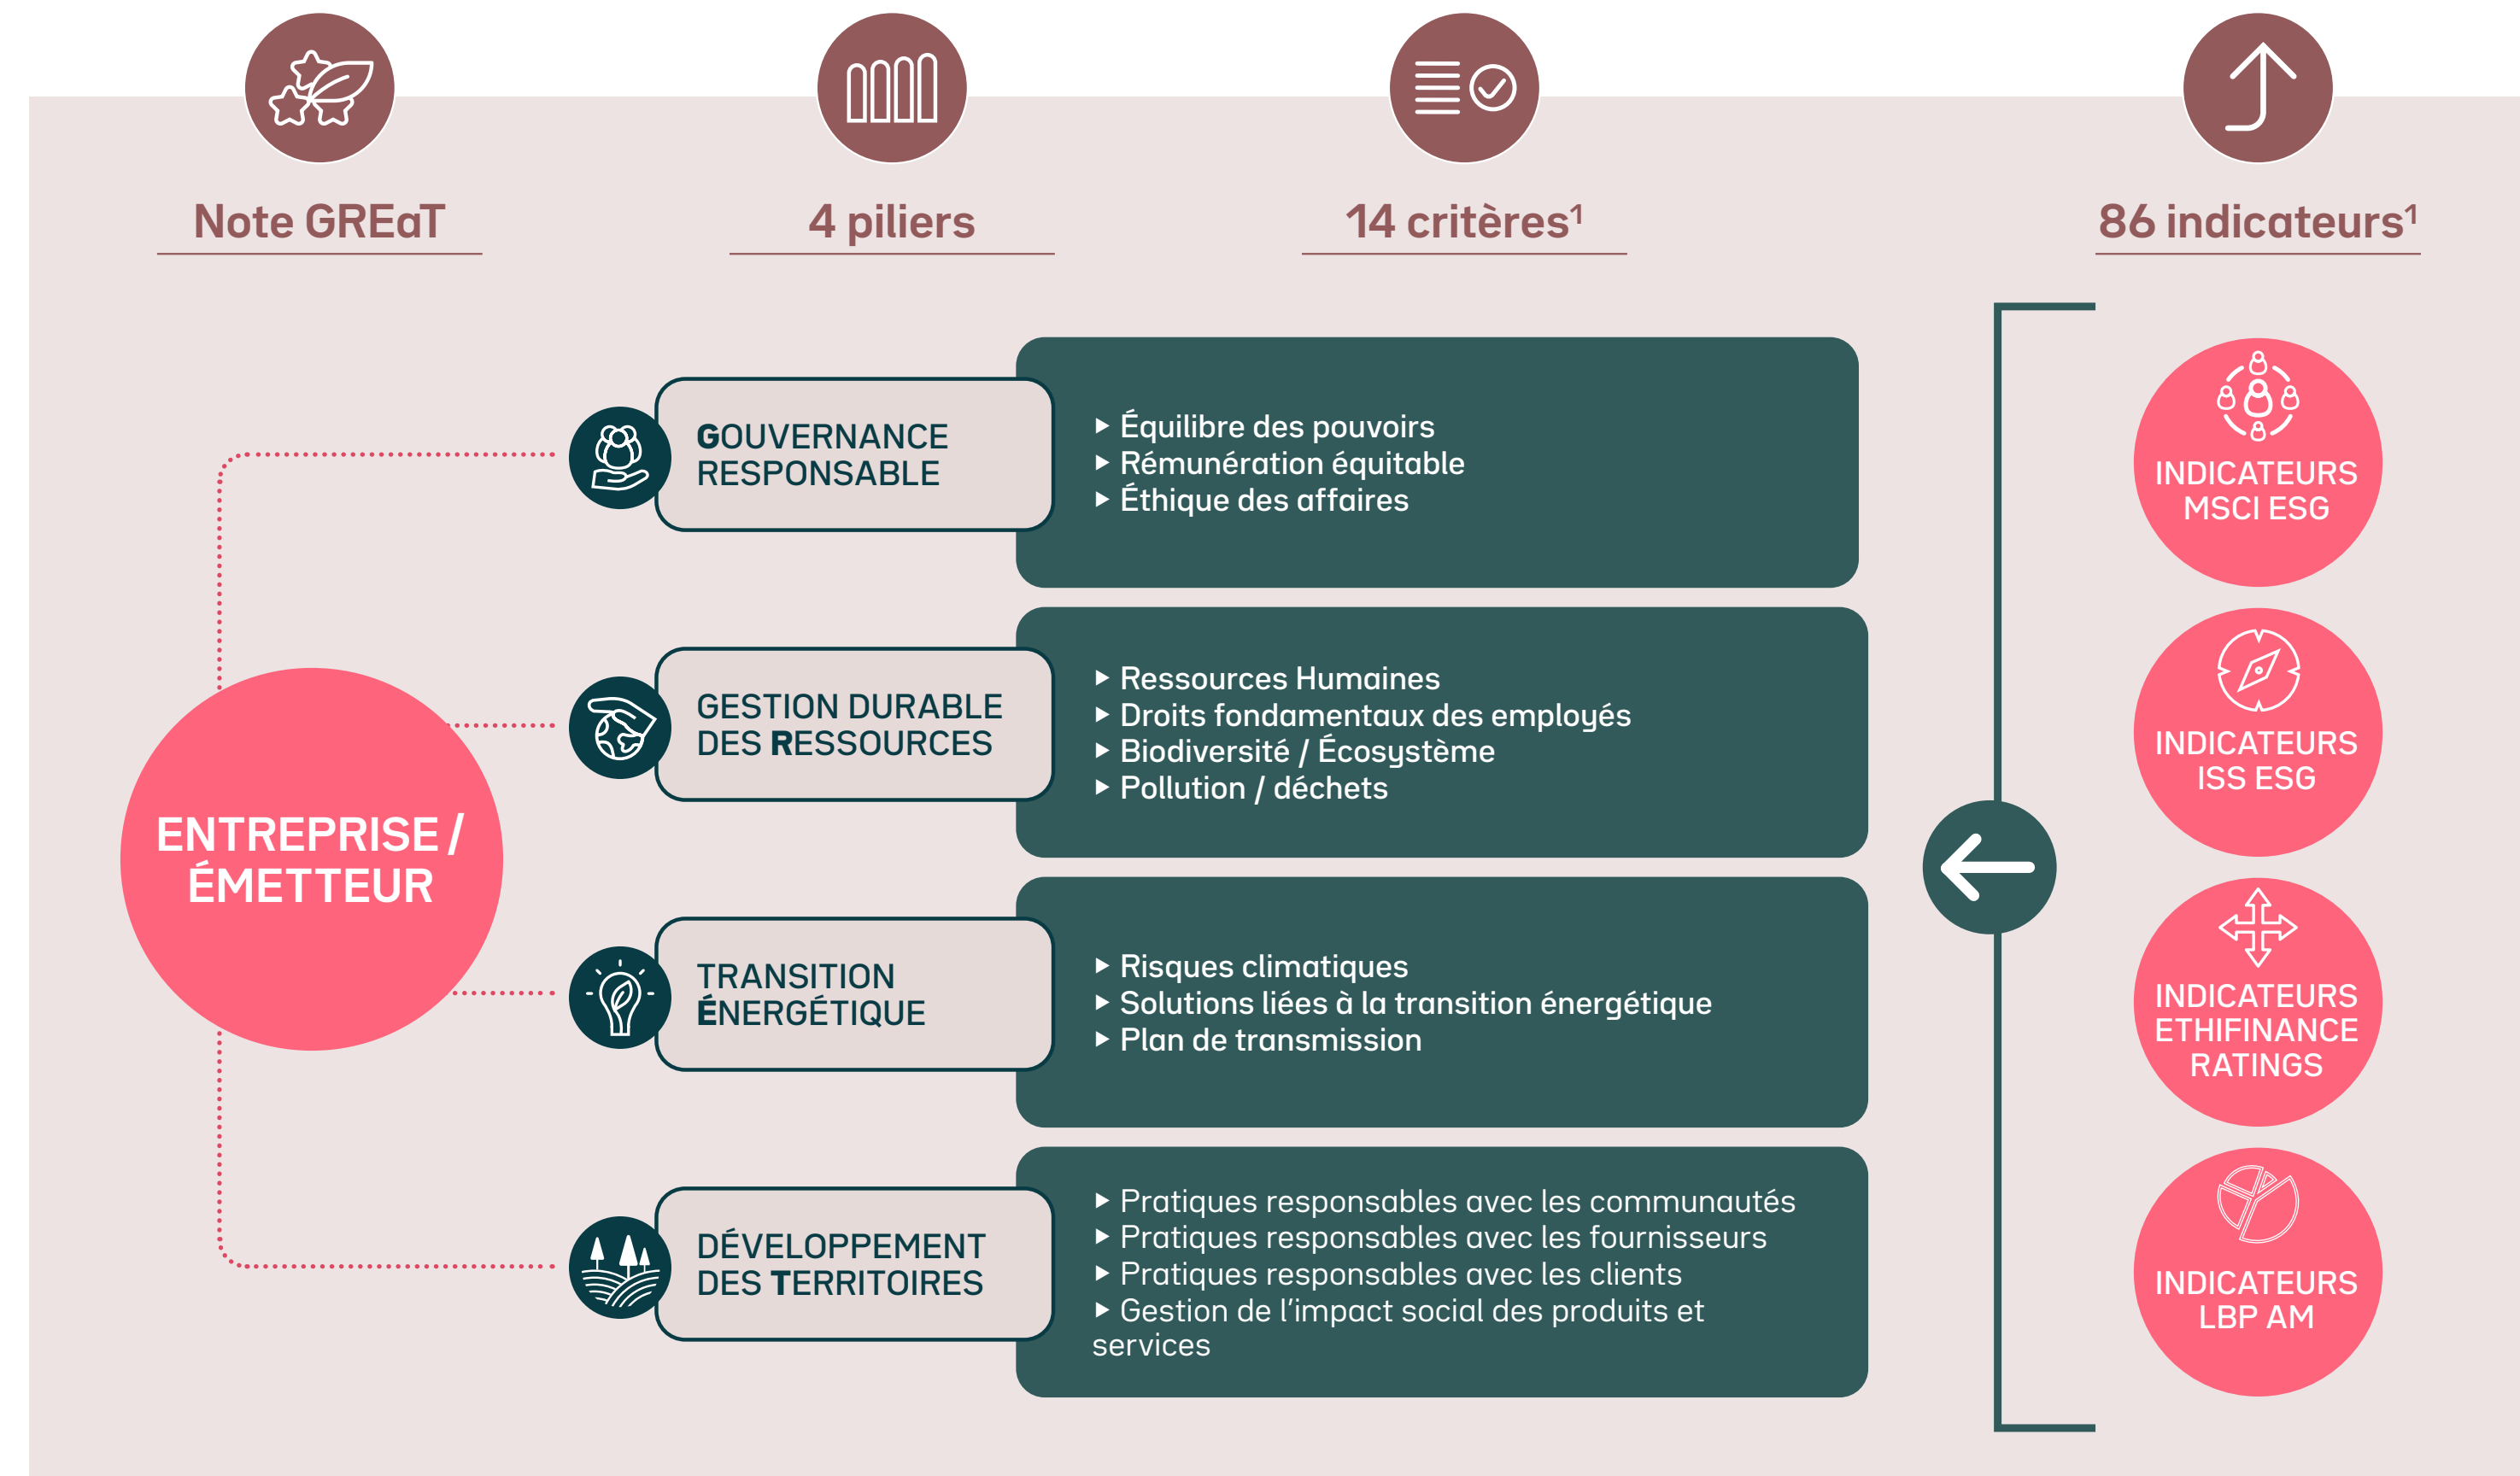 Note GREaT
4 piliers
14 critères¹
86 indicateurs¹
ENTREPRISE /
ÉMETTEUR
GOUVERNANCE
RESPONSABLE
▶ Équilibre des pouvoirs
▶ Rémunération équitable
▶ Éthique des affaires
GESTION DURABLE
DES RESSOURCES
▶ Ressources Humaines
▶ Droits fondamentaux des employés
▶ Biodiversité / Écosystème
▶ Pollution / déchets
TRANSITION
ÉNERGÉTIQUE
▶ Risques climatiques
▶ Solutions liées à la transition énergétique
▶ Plan de transmission
DÉVELOPPEMENT
DES TERRITOIRES
▶ Pratiques responsables avec les communautés
▶ Pratiques responsables avec les fournisseurs
▶ Pratiques responsables avec les clients
▶ Gestion de l’impact social des produits et
services
INDICATEURS
MSCI ESG
INDICATEURS
ISS ESG
INDICATEURS
ETHIFINANCE
RATINGS
INDICATEURS
LBP AM